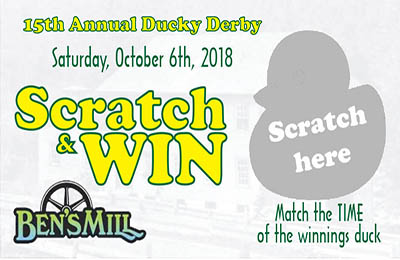 15th Annual Ducky Derby
Saturday, October 6th, 2018
Scratch
& WIN
Scratch
here
BEN'S MILL
Match the TIME
of the winnings duck